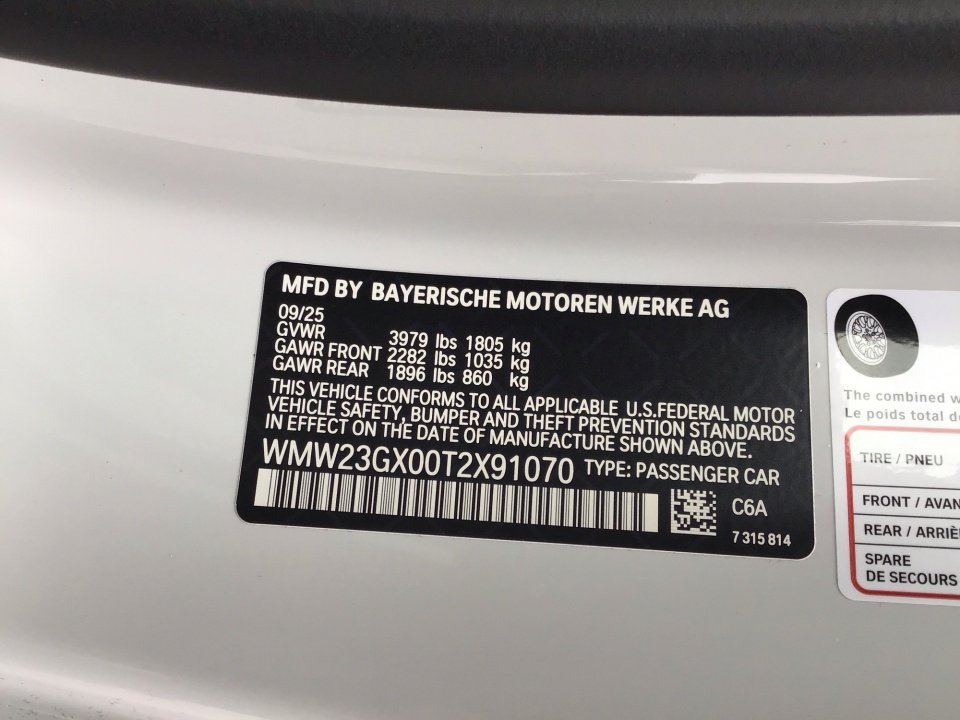 MFD BY BAYERISCHE MOTOREN WERKE AG
09/25
GVWR 3979 lbs 1805 kg
GAWR FRONT 2282 lbs 1035 kg
GAWR REAR 1896 lbs 860 kg
THIS VEHICLE CONFORMS TO ALL APPLICABLE U.S.FEDERAL MOTOR
VEHICLE SAFETY, BUMPER AND THEFT PREVENTION STANDARDS
IN EFFECT ON THE DATE OF MANUFACTURE SHOWN ABOVE.
WMW23GX00T2X91070 TYPE: PASSENGER CAR
C6A
7 315 814
The combined w
Le poids total d
TIRE / PNEU
FRONT / AVAN
REAR / ARRIÈ
SPARE
DE SECOURS